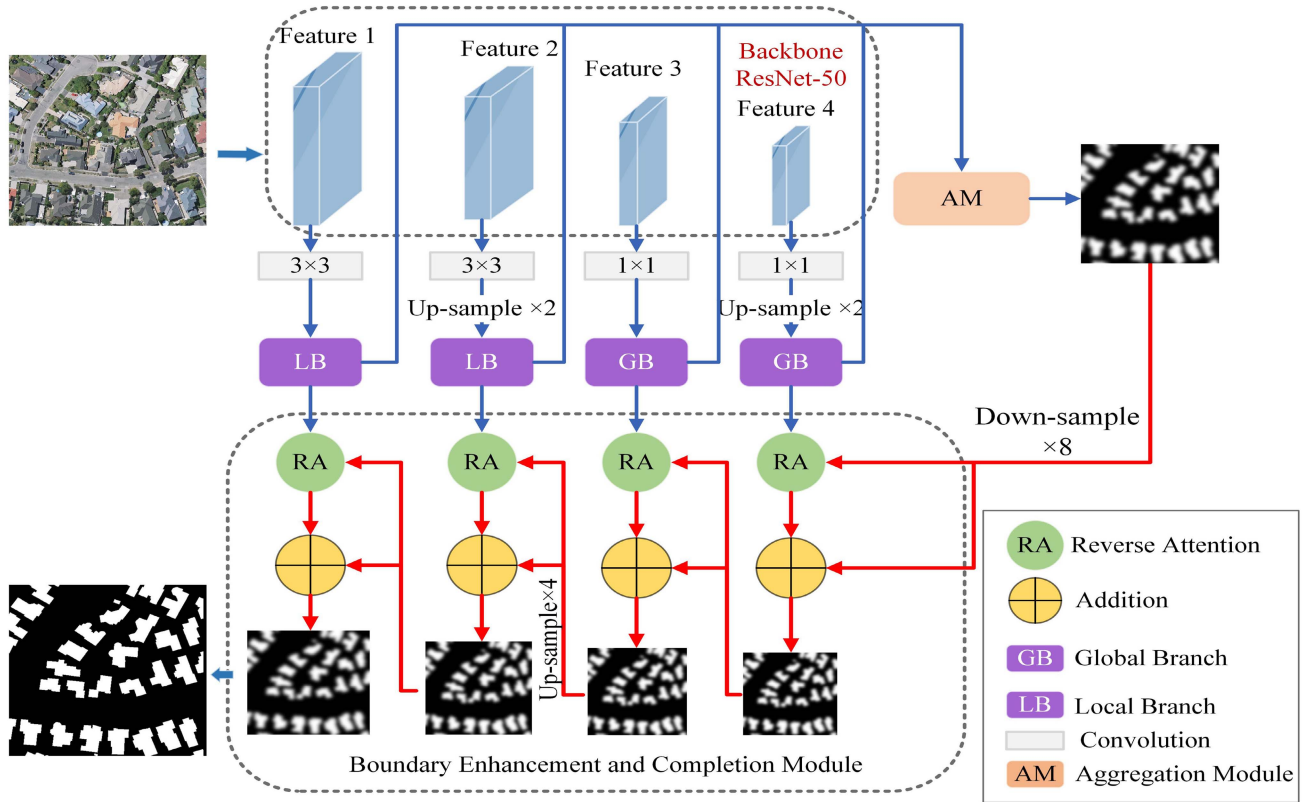 Feature 1
Feature 2
Feature 3
Backbone
ResNet-50
Feature 4
3×3
3×3
1×1
1×1
AM
Up-sample ×2
Up-sample ×2
LB
LB
GB
GB
Down-sample
×8
RA
RA
RA
RA
Up-sample×4
Boundary Enhancement and Completion Module
RA Reverse Attention
Addition
GB Global Branch
LB Local Branch
Convolution
AM Aggregation Module